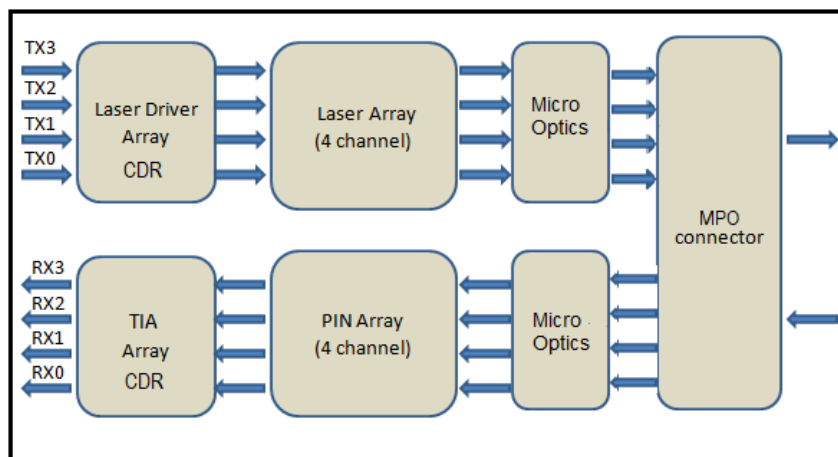 TX3
TX2
TX1
TX0
Laser Driver
Array
CDR
Laser Array
(4 channel)
Micro
Optics
MPO
connector
RX3
RX2
RX1
RX0
TIA
Array
CDR
PIN Array
(4 channel)
Micro
Optics